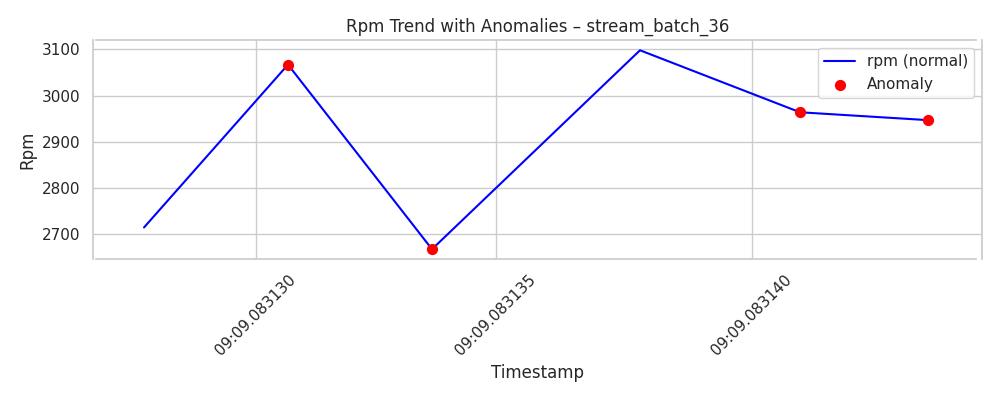 Rpm Trend with Anomalies – stream_batch_36
3100
3000
2900
2800
2700
Rpm
rpm (normal)
Anomaly
09:09.083130
09:09.083135
09:09.083140
Timestamp